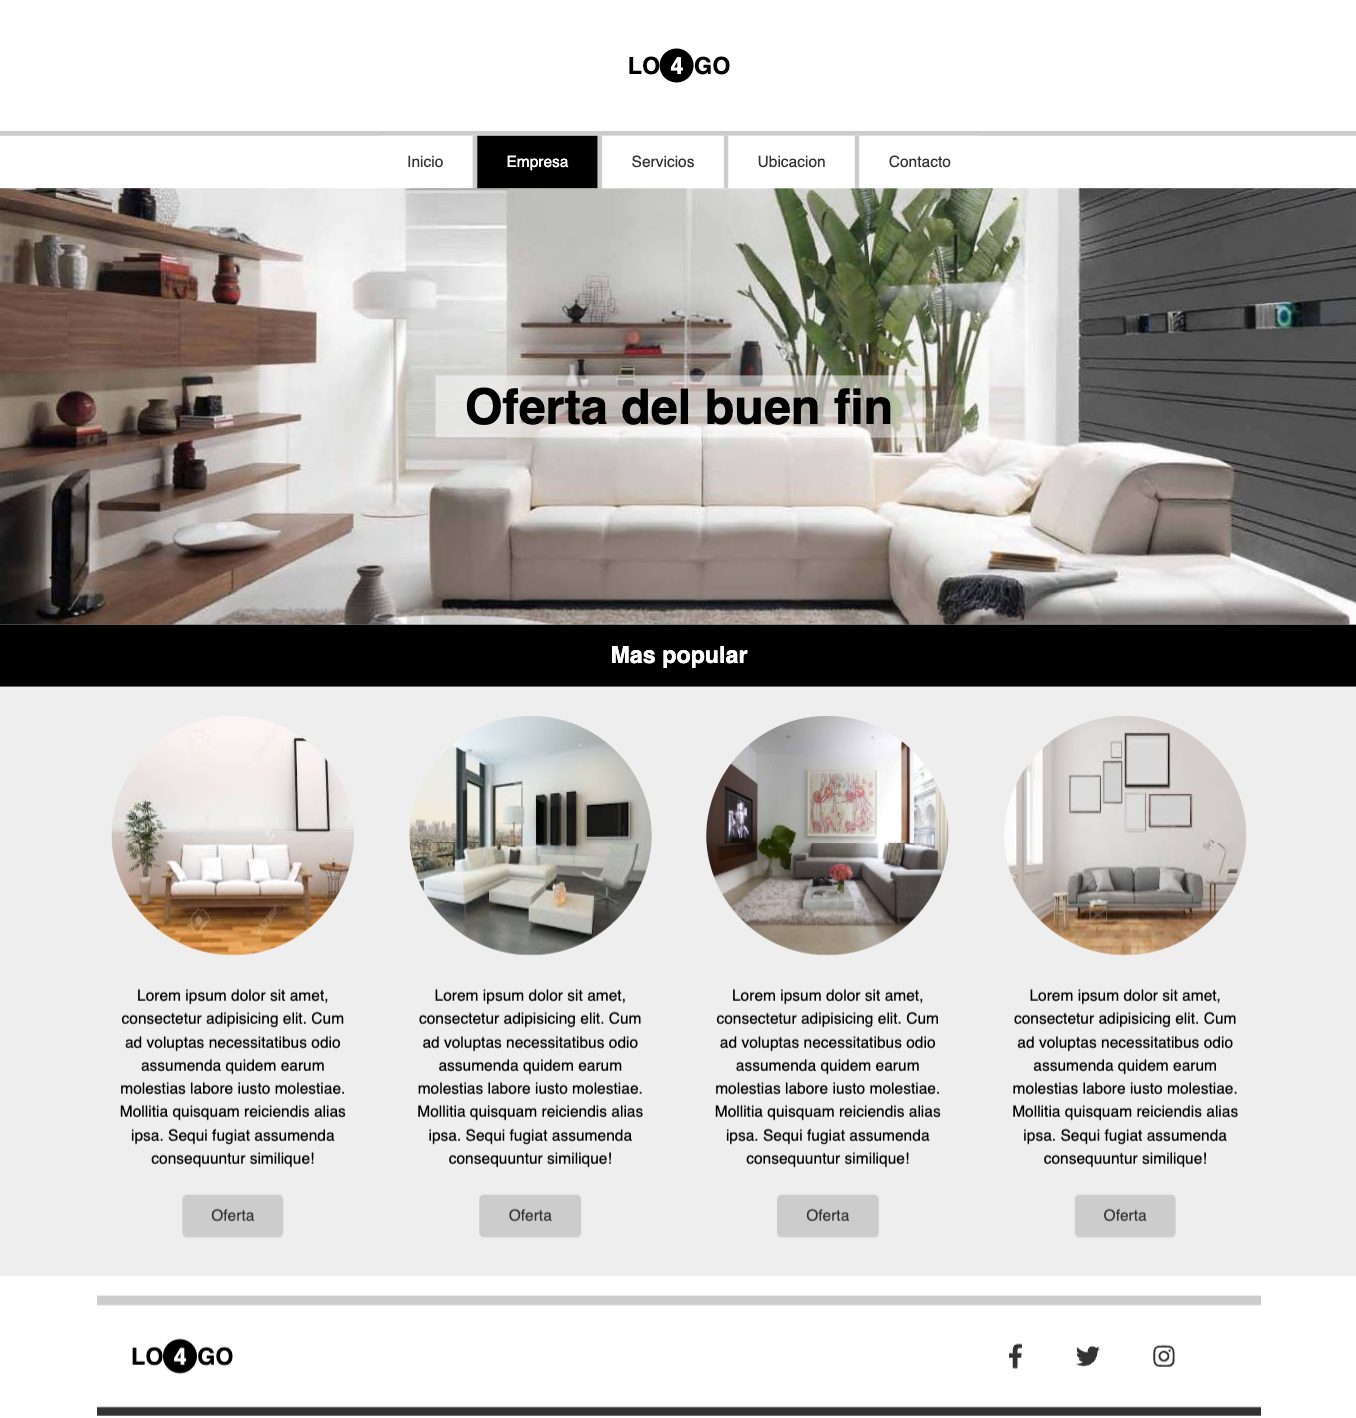 LO4GO
Inicio
Empresa
Servicios
Ubicacion
Contacto
Oferta del buen fin
Mas popular
Lorem ipsum dolor sit amet,
consectetur adipisicing elit. Cum
ad voluptas necessitatibus odio
assumenda quidem earum
molestias labore iusto molestiae.
Mollitia quisquam reiciendis alias
ipsa. Sequi fugiat assumenda
consequuntur similique!
Oferta
Lorem ipsum dolor sit amet,
consectetur adipisicing elit. Cum
ad voluptas necessitatibus odio
assumenda quidem earum
molestias labore iusto molestiae.
Mollitia quisquam reiciendis alias
ipsa. Sequi fugiat assumenda
consequuntur similique!
Oferta
Lorem ipsum dolor sit amet,
consectetur adipisicing elit. Cum
ad voluptas necessitatibus odio
assumenda quidem earum
molestias labore iusto molestiae.
Mollitia quisquam reiciendis alias
ipsa. Sequi fugiat assumenda
consequuntur similique!
Oferta
Lorem ipsum dolor sit amet,
consectetur adipisicing elit. Cum
ad voluptas necessitatibus odio
assumenda quidem earum
molestias labore iusto molestiae.
Mollitia quisquam reiciendis alias
ipsa. Sequi fugiat assumenda
consequuntur similique!
Oferta
LO4GO